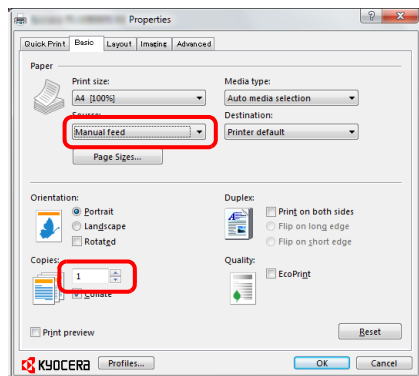 Properties
Quick Print Basic Layout Imaging Advanced
Paper
Print size: Media type:
A4 [100%] Auto media selection
Source: Destination:
Manual feed Printer default
Page Sizes...
Orientation: Duplex:
Portrait Print on both sides
Landscape Flip on long edge
Rotated Flip on short edge
Copies: Quality:
1 EcoPrint
Collate
Print preview Reset
KYOCERA Profiles... OK Cancel